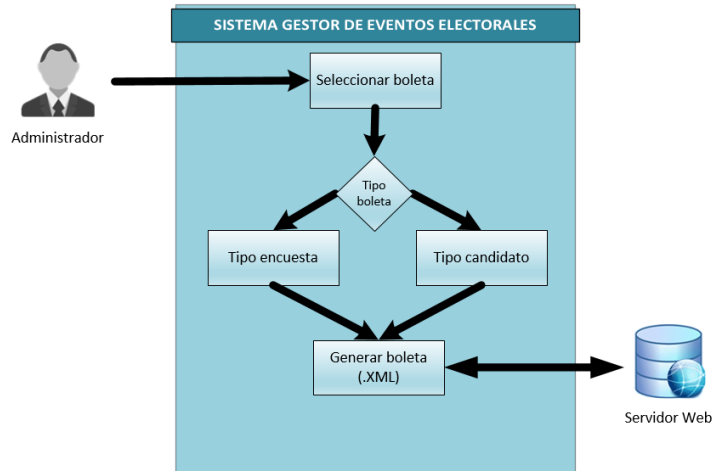 SISTEMA GESTOR DE EVENTOS ELECTORALES
Seleccionar boleta
Administrador
Tipo
boleta
Tipo encuesta
Tipo candidato
Generar boleta
(.XML)
Servidor Web